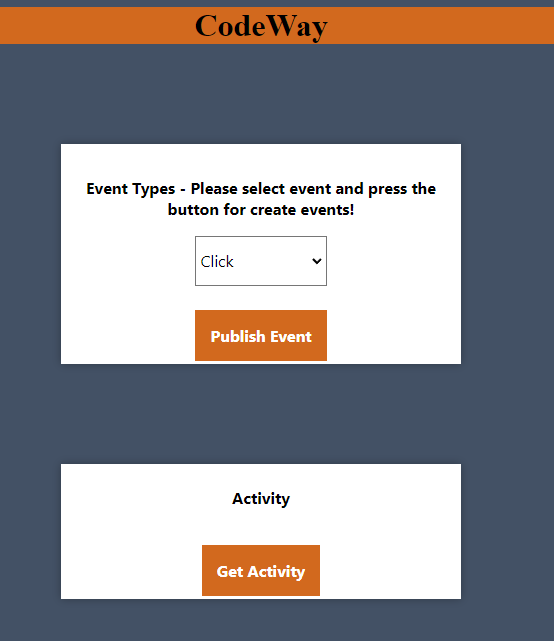 CodeWay
Event Types - Please select event and press the
button for create events!
Click
Publish Event
Activity
Get Activity